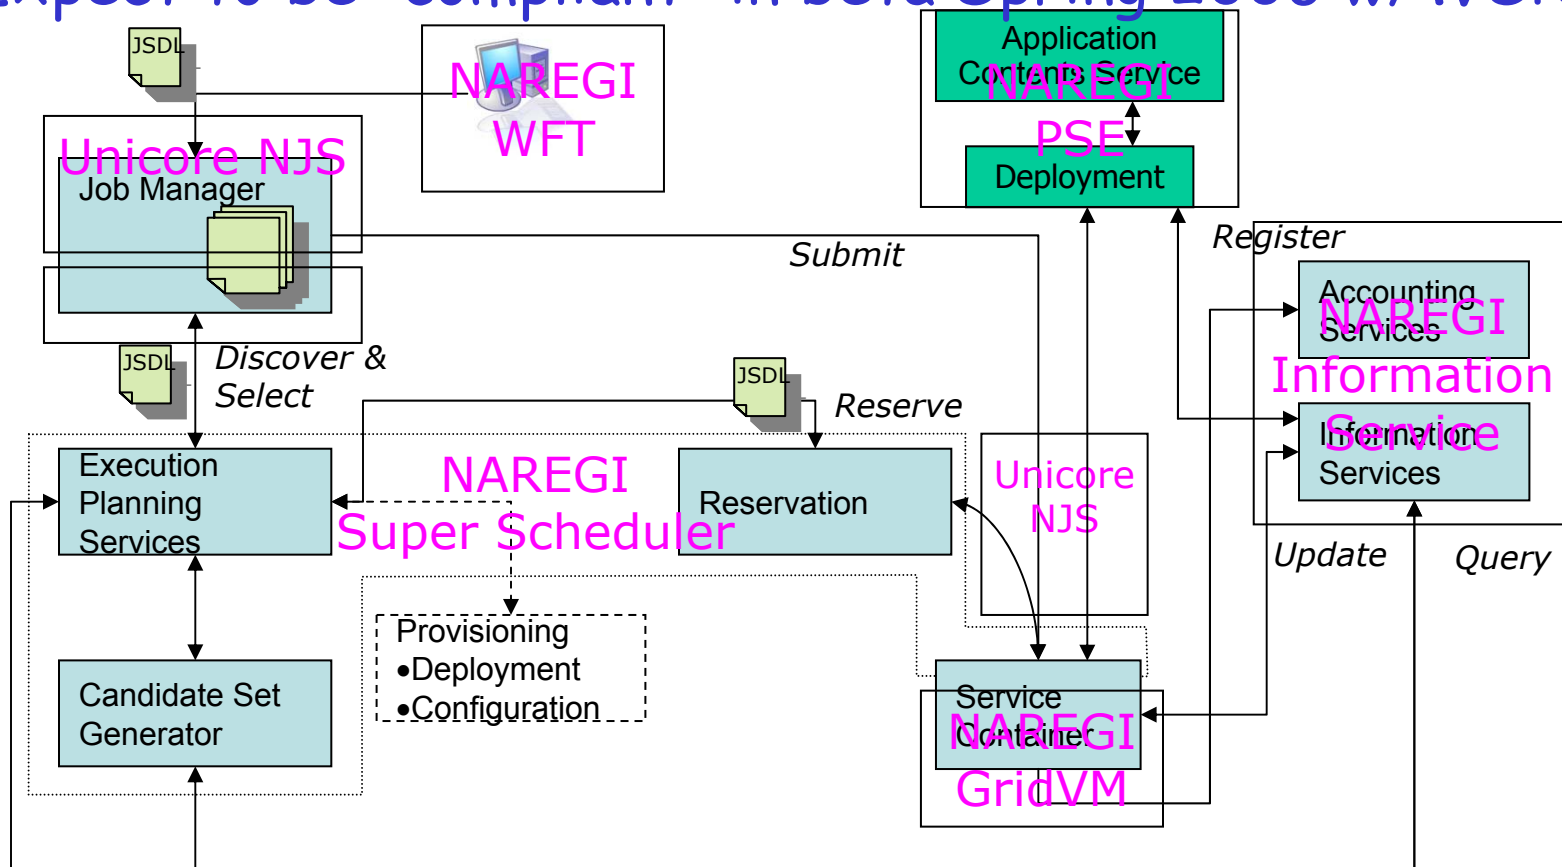 JSDL
NAREGI
WFT
Application
Contents Service
NAREGI
PSE
Deployment
Unicore NJS
Job Manager
Submit
Register
Accounting
Services
NAREGI
Information
Service
Information
Services
JSDL
Discover &
Select
JSDL
Reserve
Execution
Planning
Services
NAREGI
Super Scheduler
Reservation
Unicore
NJS
Update
Query
Provisioning
•Deployment
•Configuration
Candidate Set
Generator
Service
Container
NAREGI
GridVM